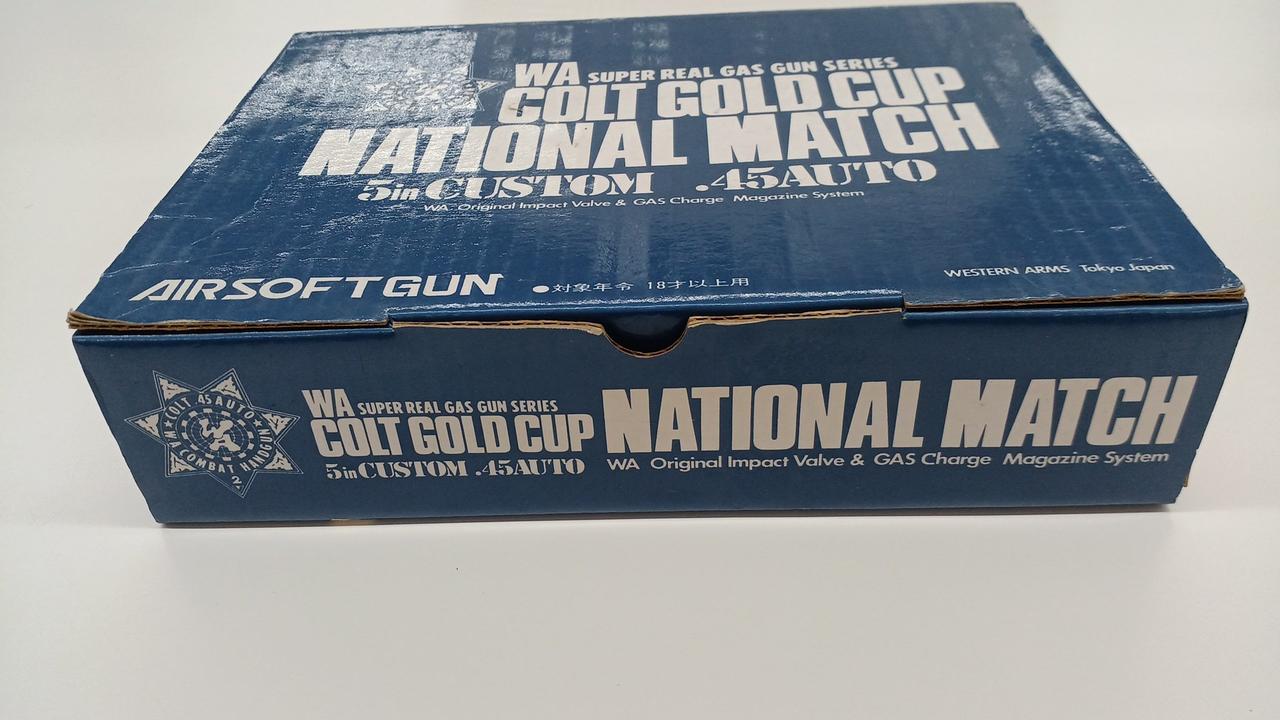 WA SUPER REAL GAS GUN SERIES
COLT GOLD CUP
NATIONAL MATCH
5in CUSTOM .45AUTO
WA Original Impact Valve & GAS Charge Magazine System
AIRSOFTGUN
●対象年令 18才以上用
WESTERN ARMS Tokyo Japan
COLT .45 AUTO
COMBAT HANDGUN
2
WA SUPER REAL GAS GUN SERIES
COLT GOLD CUP
5in CUSTOM .45AUTO
NATIONAL MATCH
WA Original Impact Valve & GAS Charge Magazine System